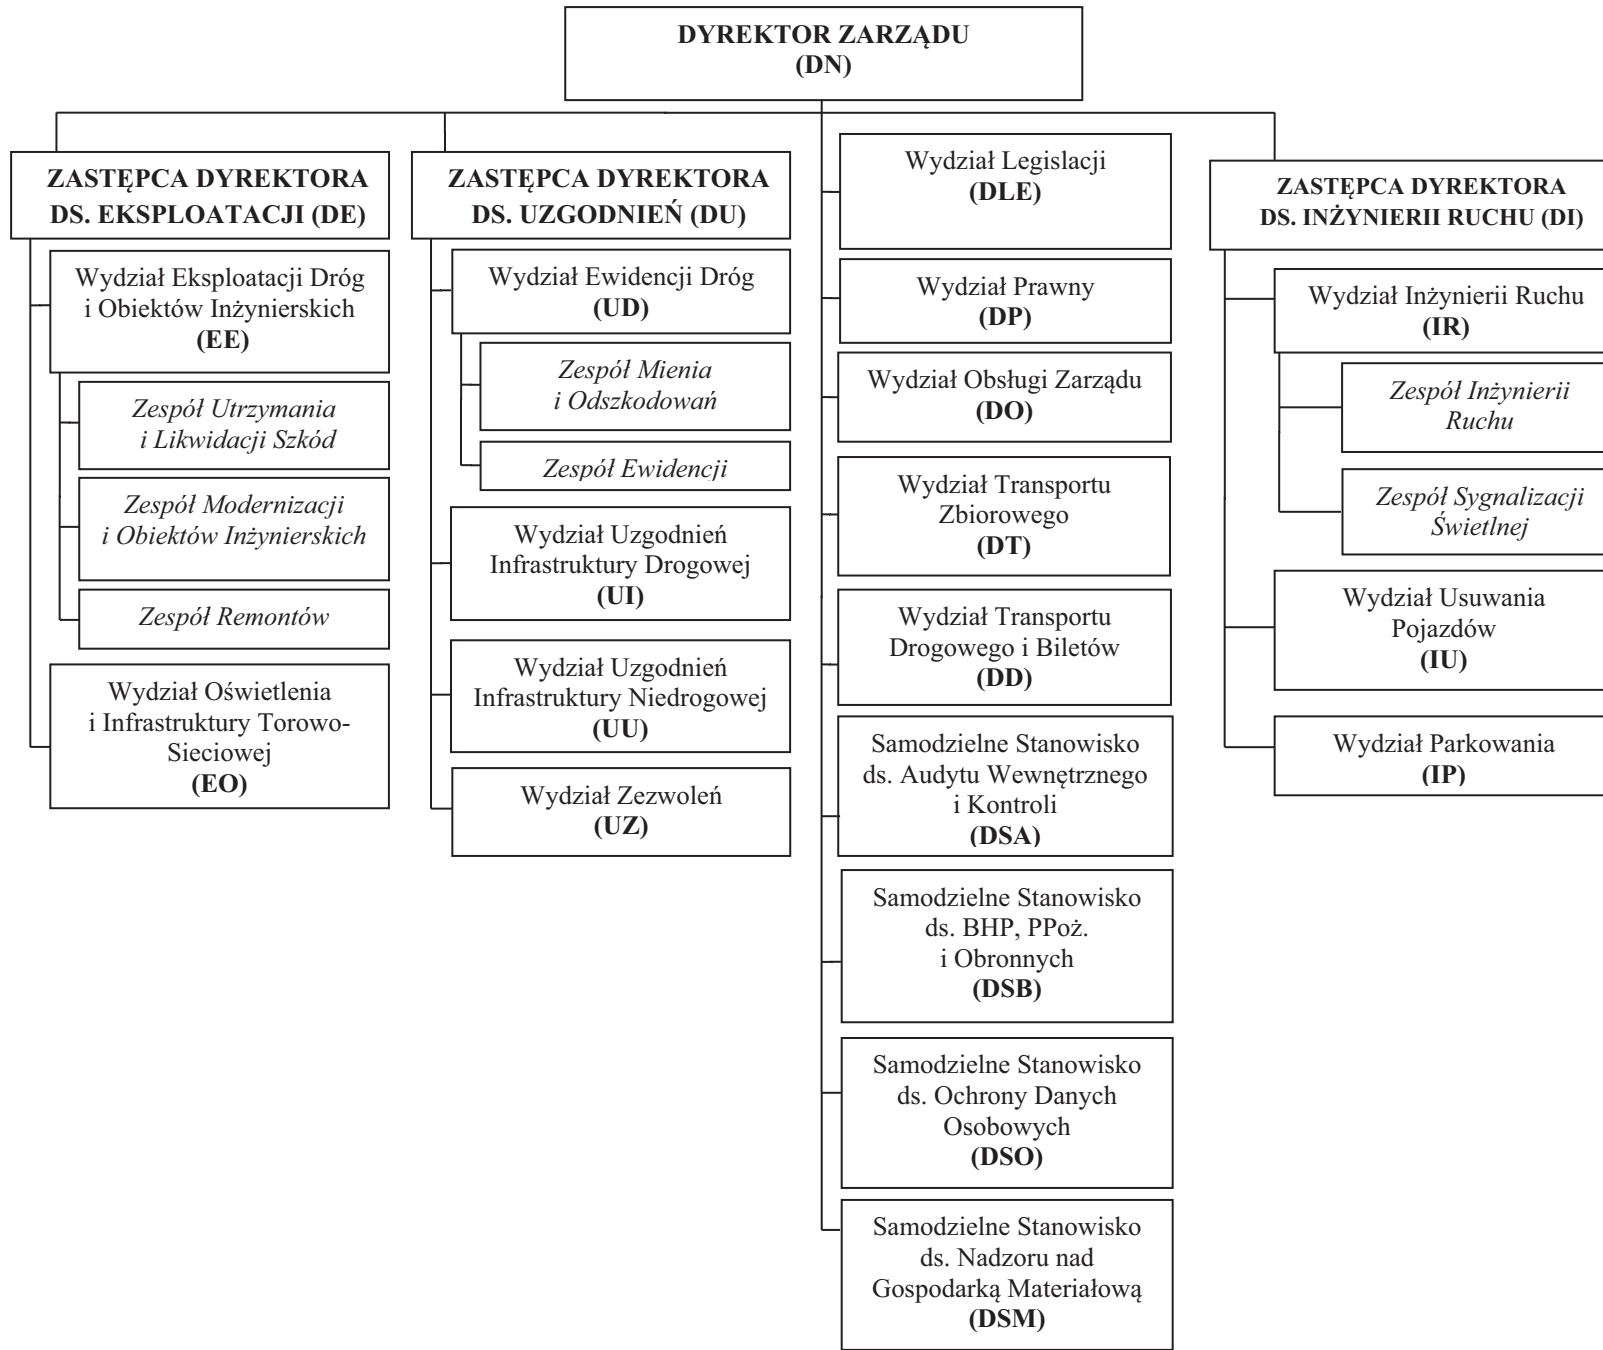 DYREKTOR ZARZĄDU
(DN)
ZASTĘPCA DYREKTORA
DS. EKSPLOATACJI (DE)
Wydział Eksploatacji Dróg
i Obiektów Inżynierskich
(EE)
Zespół Utrzymania
i Likwidacji Szkód
Zespół Modernizacji
i Obiektów Inżynierskich
Zespół Remontów
Wydział Oświetlenia
i Infrastruktury Torowo-
Sieciowej
(EO)
ZASTĘPCA DYREKTORA
DS. UZGODNIEŃ (DU)
Wydział Ewidencji Dróg
(UD)
Zespół Mienia
i Odszkodowań
Zespół Ewidencji
Wydział Uzgodnień
Infrastruktury Drogowej
(UI)
Wydział Uzgodnień
Infrastruktury Niedrogowej
(UU)
Wydział Zezwoleń
(UZ)
Wydział Legislacji
(DLE)
Wydział Prawny
(DP)
Wydział Obsługi Zarządu
(DO)
Wydział Transportu
Zbiorowego
(DT)
Wydział Transportu
Drogowego i Biletów
(DD)
Samodzielne Stanowisko
ds. Audytu Wewnętrznego
i Kontroli
(DSA)
Samodzielne Stanowisko
ds. BHP, PPoż.
i Obronnych
(DSB)
Samodzielne Stanowisko
ds. Ochrony Danych
Osobowych
(DSO)
Samodzielne Stanowisko
ds. Nadzoru nad
Gospodarką Materiałową
(DSM)
ZASTĘPCA DYREKTORA
DS. INŻYNIERII RUCHU (DI)
Wydział Inżynierii Ruchu
(IR)
Zespół Inżynierii
Ruchu
Zespół Sygnalizacji
Świetlnej
Wydział Usuwania
Pojazdów
(IU)
Wydział Parkowania
(IP)